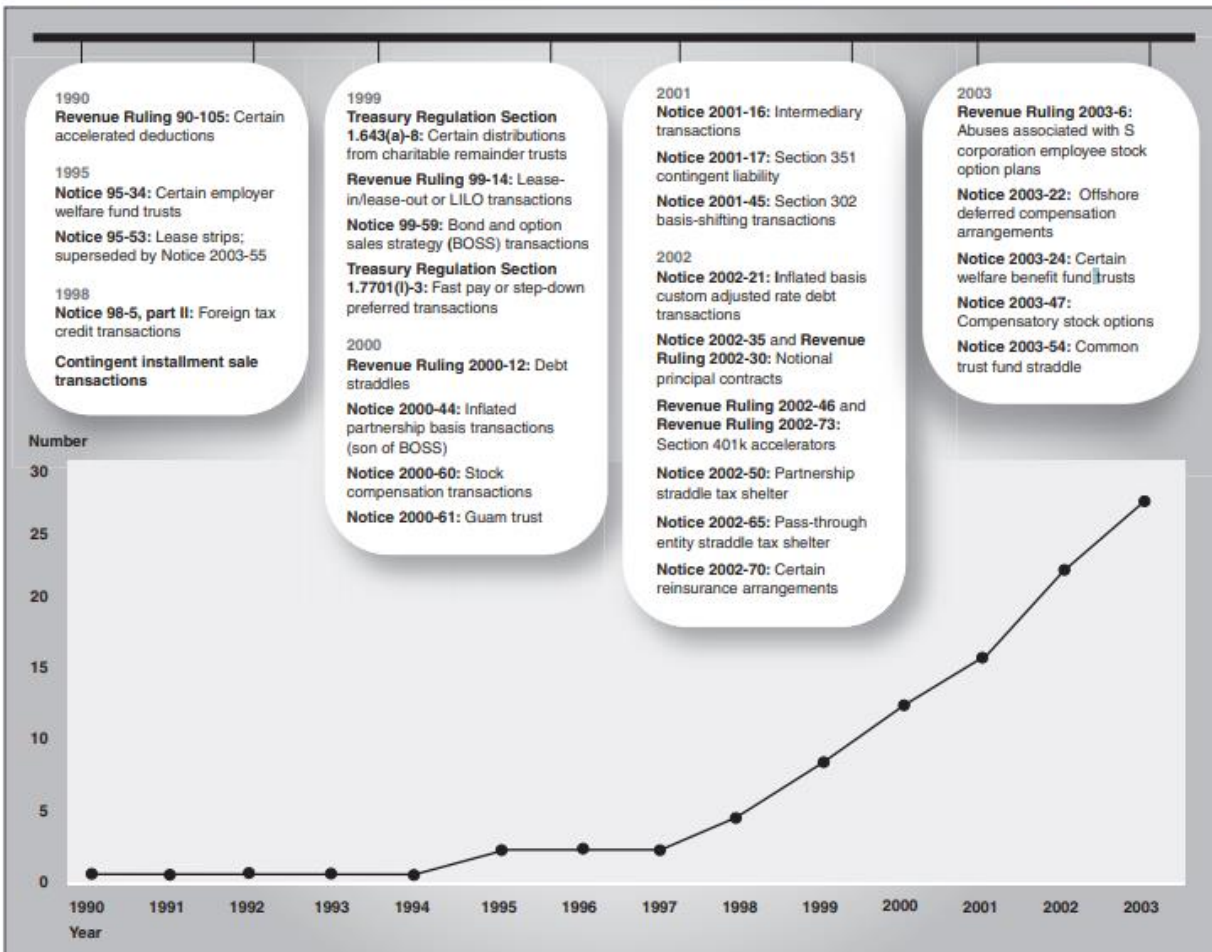 1990
Revenue Ruling 90-105: Certain
accelerated deductions
1995
Notice 95-34: Certain employer
welfare fund trusts
Notice 95-53: Lease strips;
superseded by Notice 2003-55
1998
Notice 98-5, part II: Foreign tax
credit transactions
Contingent installment sale
transactions
1999
Treasury Regulation Section
1.643(a)-8: Certain distributions
from charitable remainder trusts
Revenue Ruling 99-14: Lease-
in/lease-out or LILO transactions
Notice 99-59: Bond and option
sales strategy (BOSS) transactions
Treasury Regulation Section
1.7701(l)-3: Fast pay or step-down
preferred transactions
2000
Revenue Ruling 2000-12: Debt
straddles
Notice 2000-44: Inflated
partnership basis transactions
(son of BOSS)
Notice 2000-60: Stock
compensation transactions
Notice 2000-61: Guam trust
2001
Notice 2001-16: Intermediary
transactions
Notice 2001-17: Section 351
contingent liability
Notice 2001-45: Section 302
basis-shifting transactions
2002
Notice 2002-21: Inflated basis
custom adjusted rate debt
transactions
Notice 2002-35 and Revenue
Ruling 2002-30: Notional
principal contracts
Revenue Ruling 2002-46 and
Revenue Ruling 2002-73:
Section 401k accelerators
Notice 2002-50: Partnership
straddle tax shelter
Notice 2002-65: Pass-through
entity straddle tax shelter
Notice 2002-70: Certain
reinsurance arrangements
2003
Revenue Ruling 2003-6:
Abuses associated with S
corporation employee stock
option plans
Notice 2003-22: Offshore
deferred compensation
arrangements
Notice 2003-24: Certain
welfare benefit fund trusts
Notice 2003-47:
Compensatory stock options
Notice 2003-54: Common
trust fund straddle
Number
30
25
20
15
10
5
0
1990 1991 1992 1993 1994 1995 1996 1997 1998 1999 2000 2001 2002 2003
Year